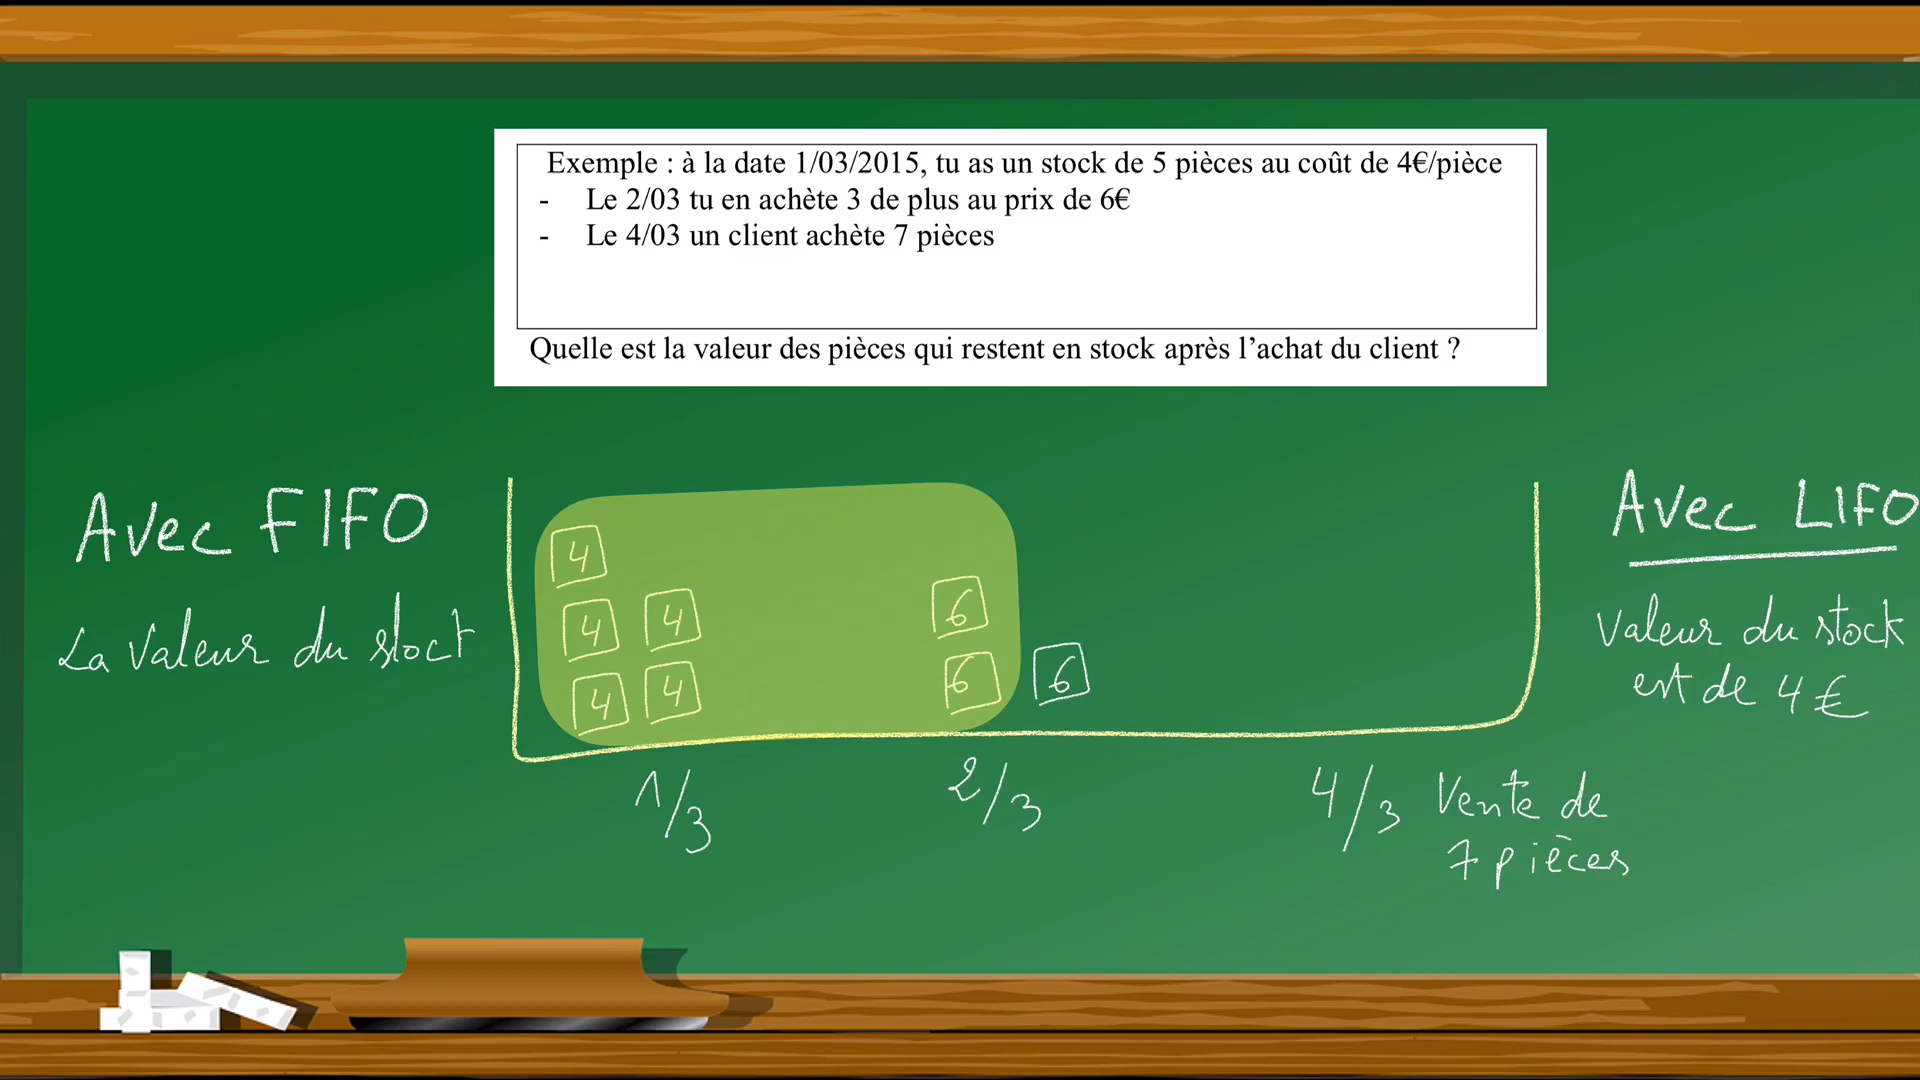 Exemple : à la date 1/03/2015, tu as un stock de 5 pièces au coût de 4€/pièce
- Le 2/03 tu en achète 3 de plus au prix de 6€
- Le 4/03 un client achète 7 pièces
Quelle est la valeur des pièces qui restent en stock après l’achat du client ?
Avec FIFO
La valeur du stock
4
4 4
4 4
6
6 6
1/3
2/3
4/3 Vente de
7 pièces
Avec LIFO
Valeur du stock
est de 4 €